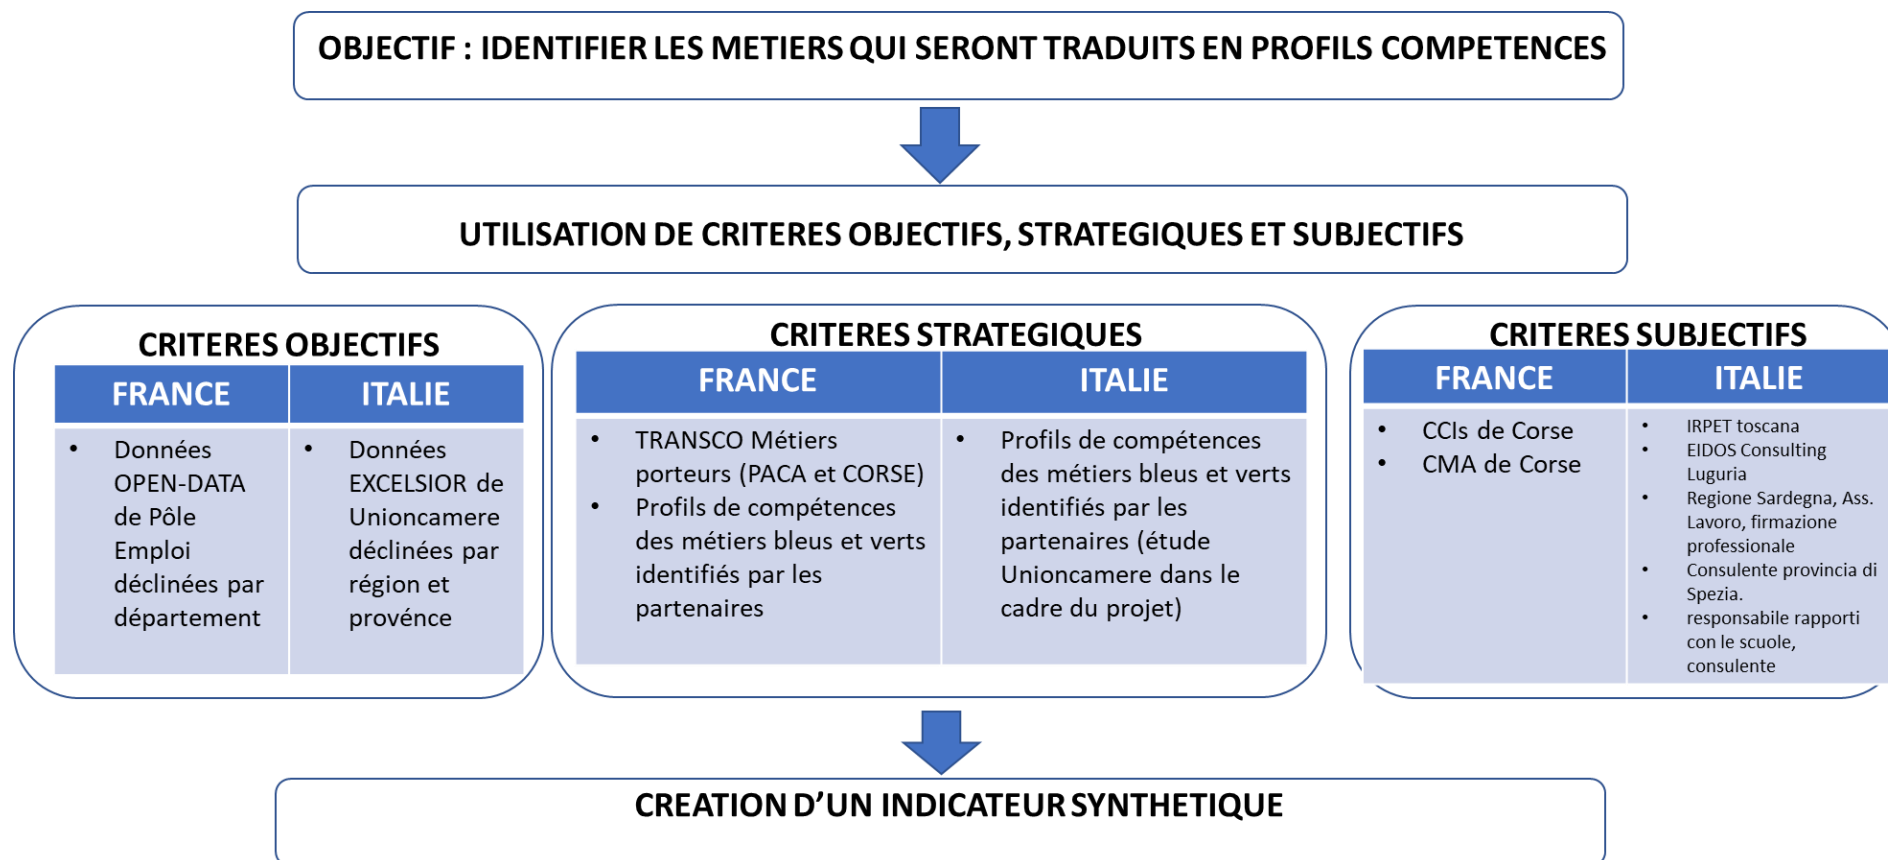 OBJECTIF : IDENTIFIER LES METIERS QUI SERONT TRADUITS EN PROFILS COMPETENCES
UTILISATION DE CRITERES OBJECTIFS, STRATEGIQUES ET SUBJECTIFS
CRITERES OBJECTIFS
FRANCE
ITALIE
• Données
OPEN-DATA
de Pôle
Emploi
déclinées par
département
• Données
EXCELSIOR de
Unioncamere
déclinées par
région et
provénce
CRITERES STRATEGIQUES
FRANCE
ITALIE
• TRANSCO Métiers
porteurs (PACA et CORSE)
• Profils de compétences
des métiers bleus et verts
identifiés par les
partenaires
• Profils de compétences
des métiers bleus et verts
identifiés par les
partenaires (étude
Unioncamere dans le
cadre du projet)
CRITERES SUBJECTIFS
FRANCE
ITALIE
• CCIs de Corse
• CMA de Corse
• IRPET toscana
• EIDOS Consulting
Luguria
• Regione Sardegna, Ass.
Lavoro, firmazione
professionale
• Consulente provincia di
Spezia.
• responsabile rapporti
con le scuole,
consulente
CREATION D’UN INDICATEUR SYNTHETIQUE